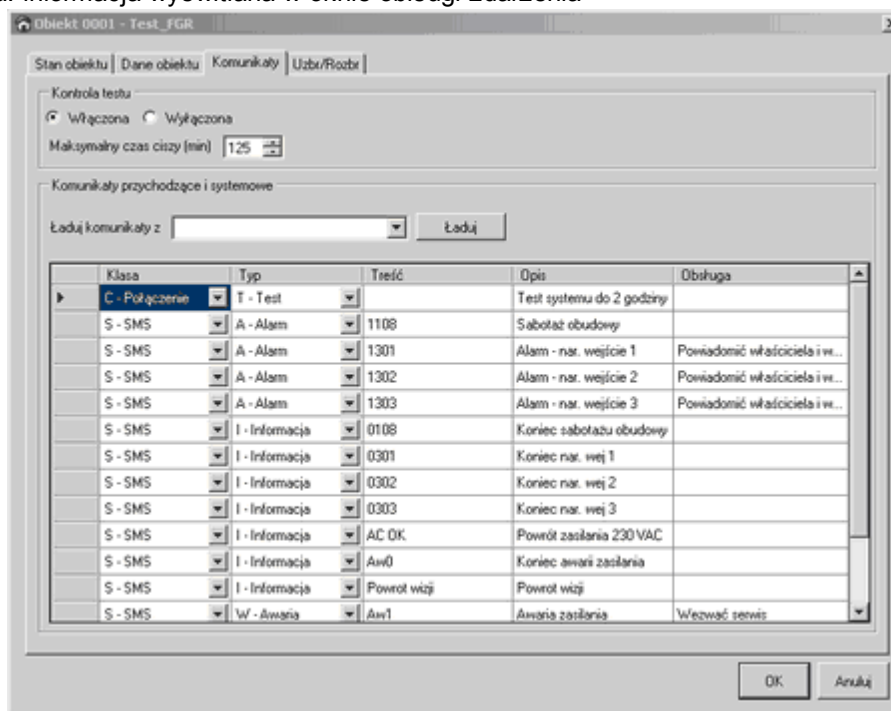 informacja wyświtlana w oknie obsługi zdarzenia
Obiekt 0001 - Test_FGR
Stan obiektu Dane obiektu Komunikaty Uzbr/Rozbr
Kontrola testu
Włączona Wyłączona
Maksymalny czas ciszy (min) 125
Komunikaty przychodzące i systemowe
Ładuj komunikaty z Ładuj
Klasa Typ Treść Opis Obsługa
C - Połączenie T - Test Test systemu do 2 godziny
S - SMS A - Alarm 1108 Sabotaż obudowy
S - SMS A - Alarm 1301 Alarm - nar. wejście 1 Powiadomić właściciela i w...
S - SMS A - Alarm 1302 Alarm - nar. wejście 2 Powiadomić właściciela i w...
S - SMS A - Alarm 1303 Alarm - nar. wejście 3 Powiadomić właściciela i w...
S - SMS I - Informacja 0108 Koniec sabotażu obudowy
S - SMS I - Informacja 0301 Koniec nar. wej 1
S - SMS I - Informacja 0302 Koniec nar. wej 2
S - SMS I - Informacja 0303 Koniec nar. wej 3
S - SMS I - Informacja AC OK Powrót zasilania 230 VAC
S - SMS I - Informacja Aw0 Koniec awarii zasilania
S - SMS I - Informacja Powrot wizji Powrot wizji
S - SMS W - Awaria Aw1 Awaria zasilania Wezwać serwis
OK Anuluj